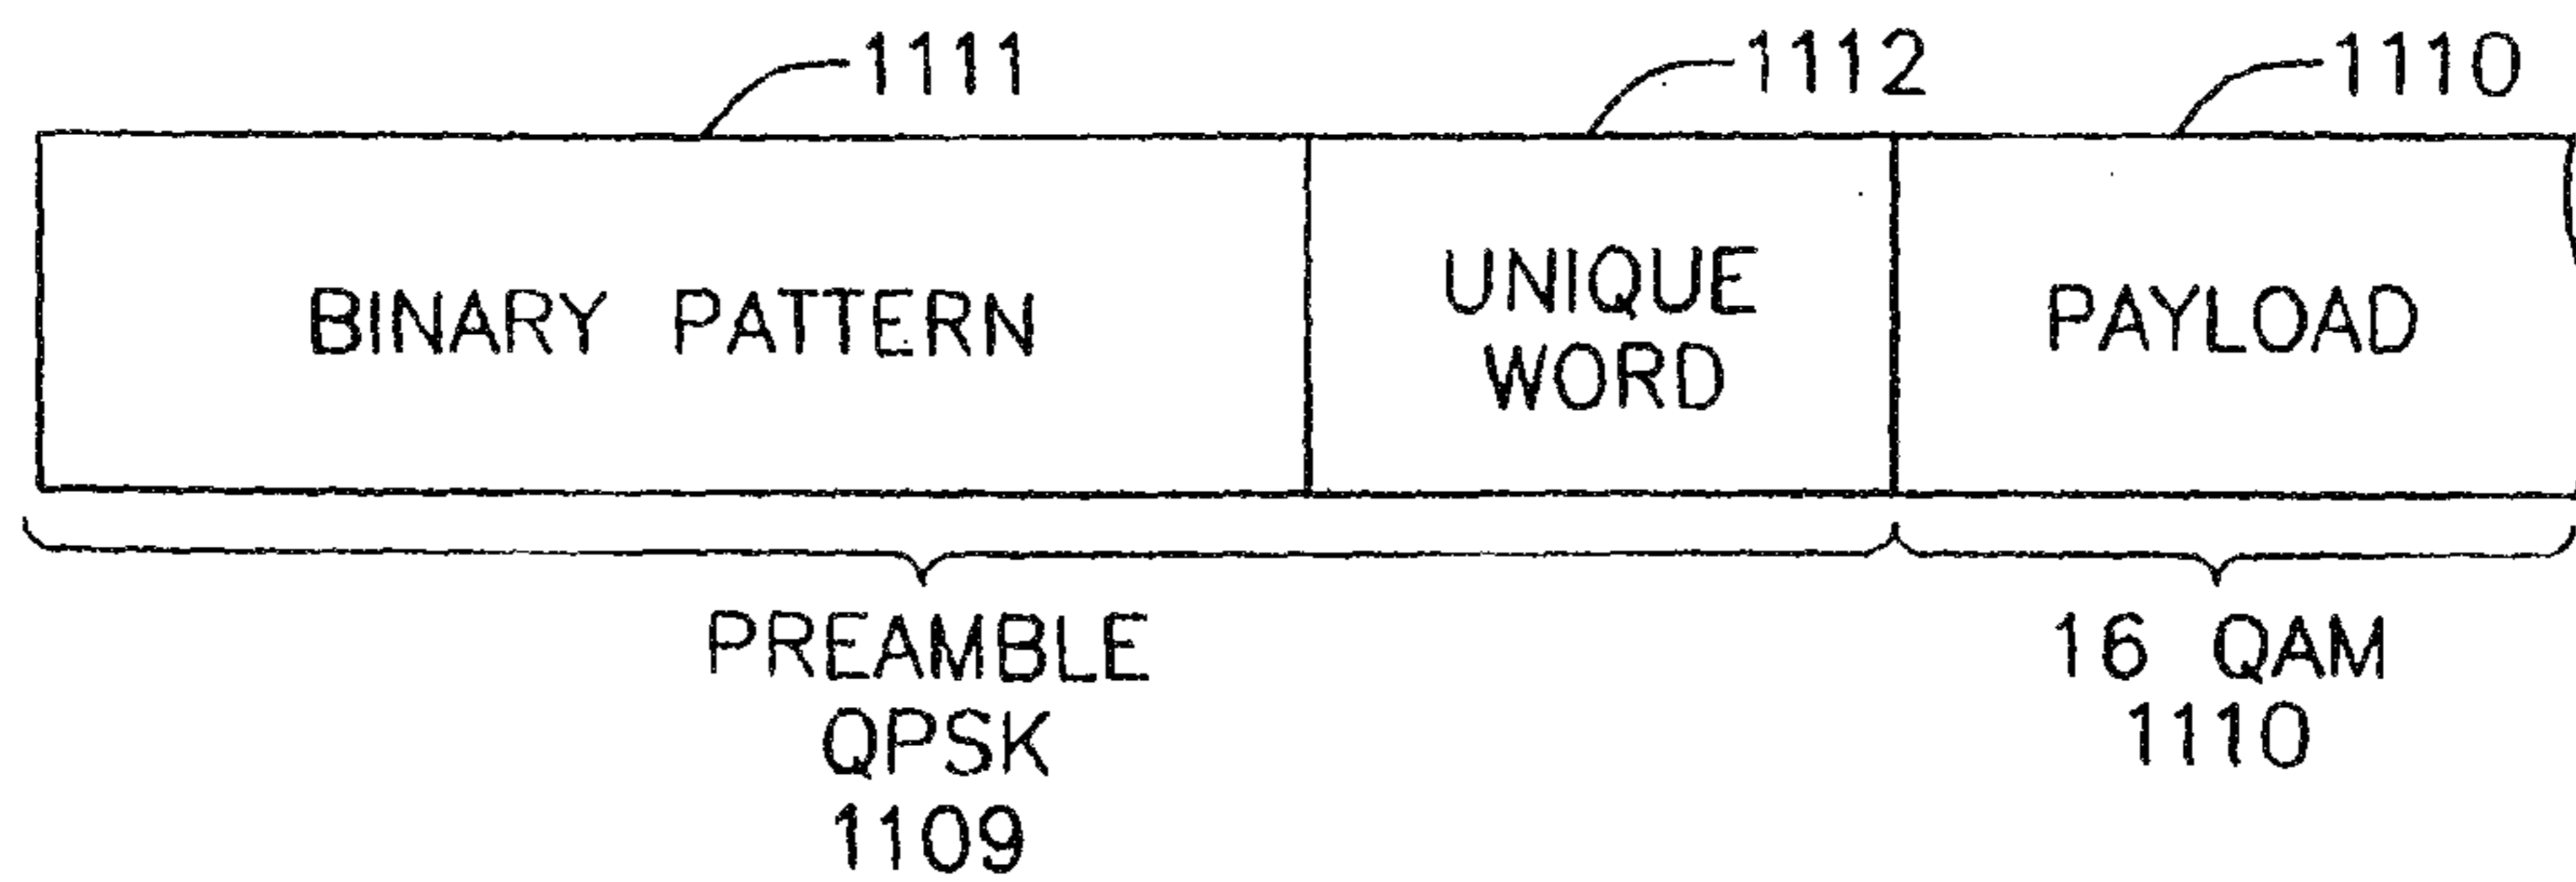 1111
1112
1110
BINARY PATTERN
UNIQUE
WORD
PAYLOAD
PREAMBLE
QPSK
1109
16 QAM
1110